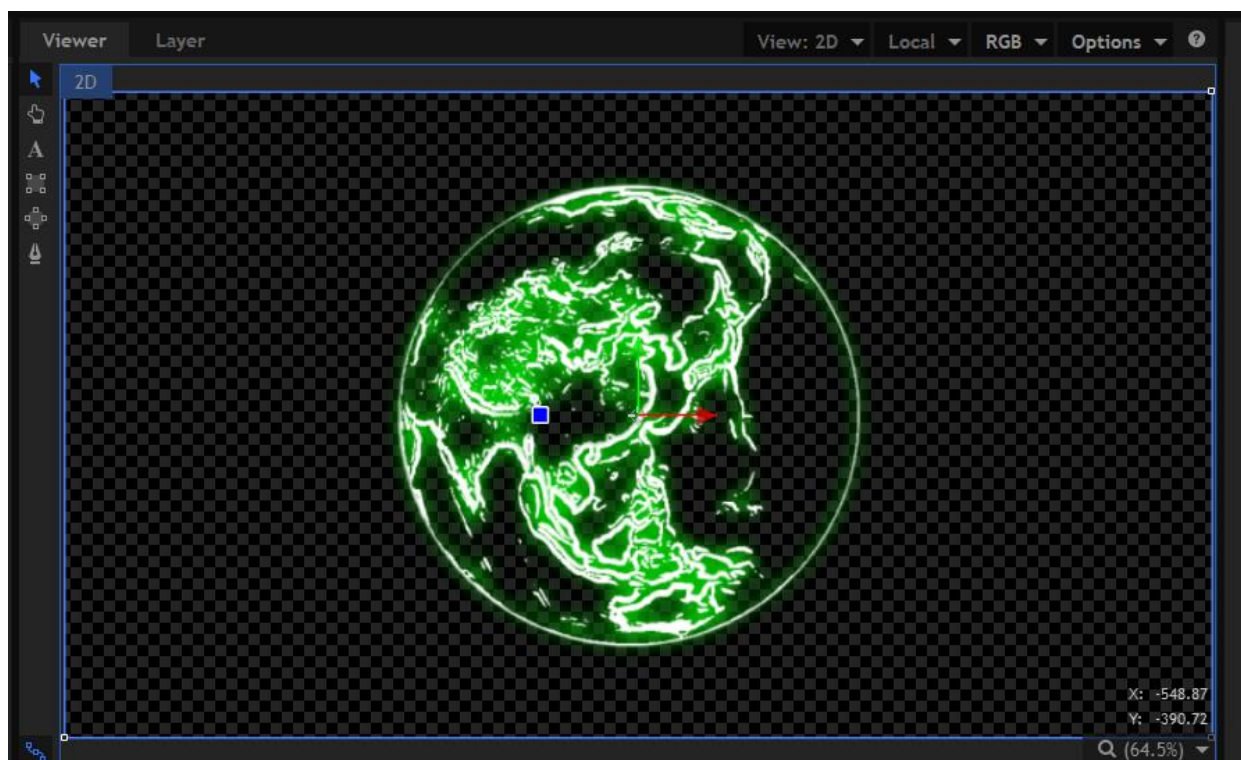 Viewer Layer View: 2D Local RGB Options ?
2D
A
X: -548.87
Y: -390.72
(64.5%)